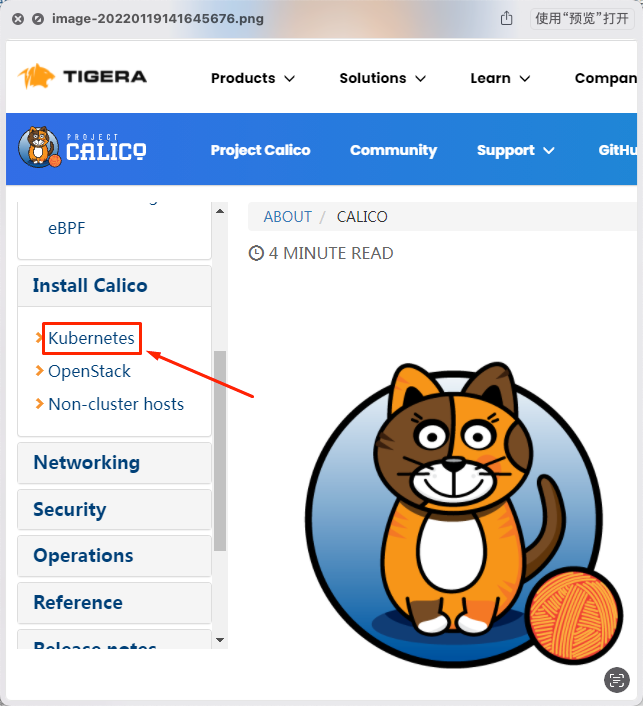 image-20220119141645676.png
使用“预览”打开
TIGERA
Products
Solutions
Learn
Compan
PROJECT
CALICO
Project Calico
Community
Support
GitHu
eBPF
Install Calico
Kubernetes
OpenStack
Non-cluster hosts
Networking
Security
Operations
Reference
Release notes
ABOUT / CALICO
4 MINUTE READ